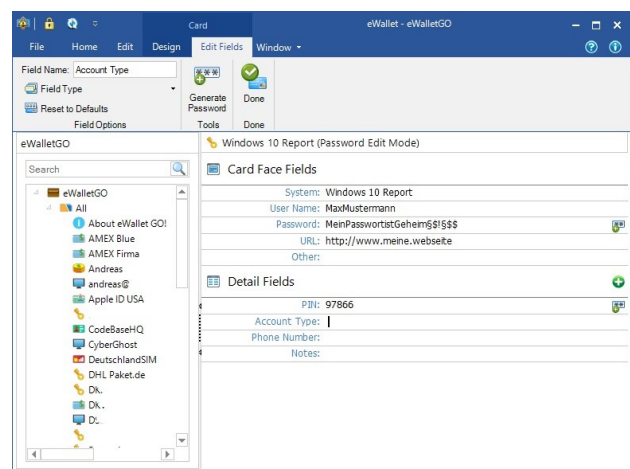 Card
eWallet - eWalletGO
File Home Edit Design Edit Fields Window
Field Name: Account Type
Field Type
Reset to Defaults
Field Options
Generate Password
Tools
Done
Done
eWalletGO
Search
eWalletGO
All
About eWallet GO!
AMEX Blue
AMEX Firma
Andreas
andreas@
Apple ID USA
CodeBaseHQ
CyberGhost
DeutschlandSIM
DHL Paket.de
DK.
DK.
Windows 10 Report (Password Edit Mode)
Card Face Fields
System: Windows 10 Report
User Name: MaxMustermann
Password: MeinPasswortistGeheim§$!§$$
URL: http://www.meine.webseite
Other:
Detail Fields
PIN: 97866
Account Type:
Phone Number:
Notes: